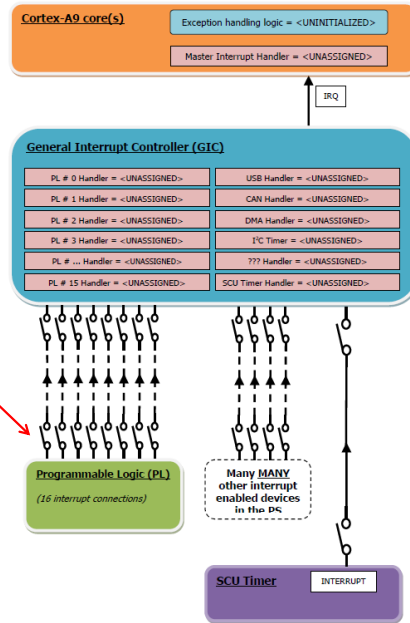 Cortex-A9 core(s)
Exception handling logic = <UNINITIALIZED>
Master Interrupt Handler = <UNASSIGNED>
IRQ
General Interrupt Controller (GIC)
PL # 0 Handler = <UNASSIGNED>
USB Handler = <UNASSIGNED>
PL # 1 Handler = <UNASSIGNED>
CAN Handler = <UNASSIGNED>
PL # 2 Handler = <UNASSIGNED>
DMA Handler = <UNASSIGNED>
PL # 3 Handler = <UNASSIGNED>
I²C Timer = <UNASSIGNED>
PL # ... Handler = <UNASSIGNED>
??? Handler = <UNASSIGNED>
PL # 15 Handler = <UNASSIGNED>
SCU Timer Handler = <UNASSIGNED>
Programmable Logic (PL)
(16 interrupt connections)
Many MANY
other interrupt
enabled devices
in the PS
SCU Timer
INTERRUPT